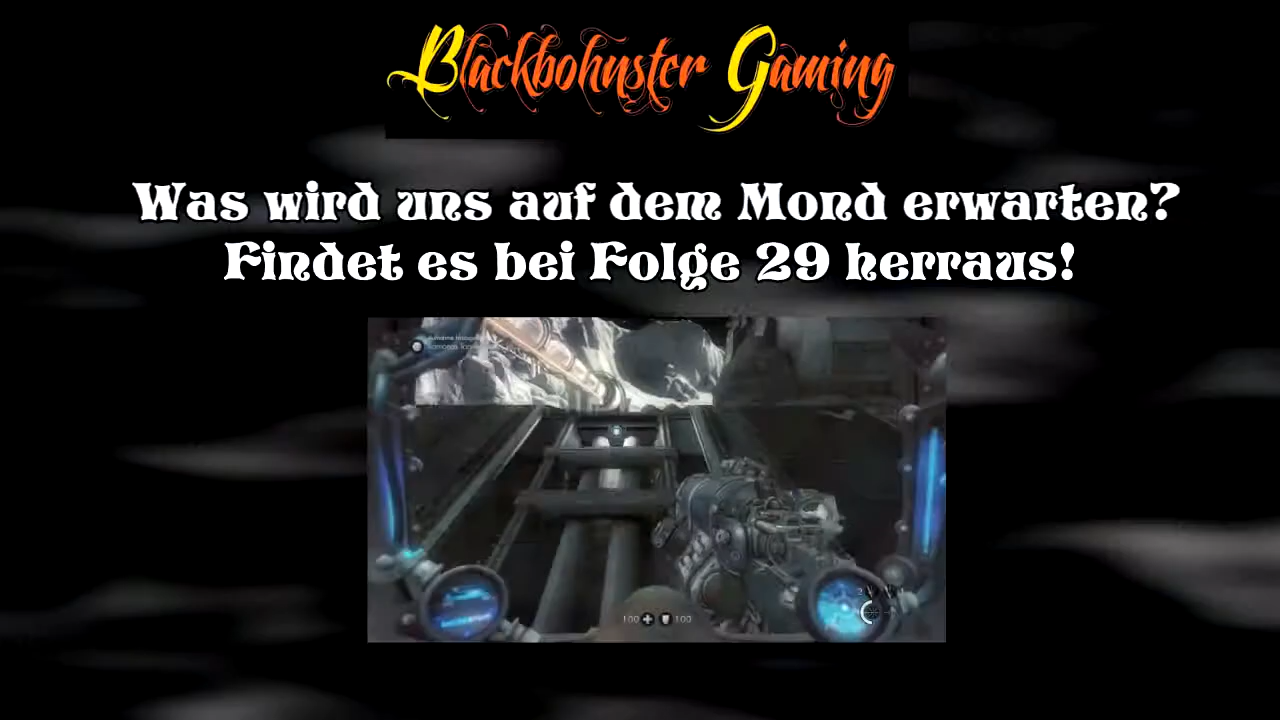 Blackbohnster Gaming
Was wird uns auf dem Mond erwarten?
Findet es bei Folge 29 herraus!
100 100